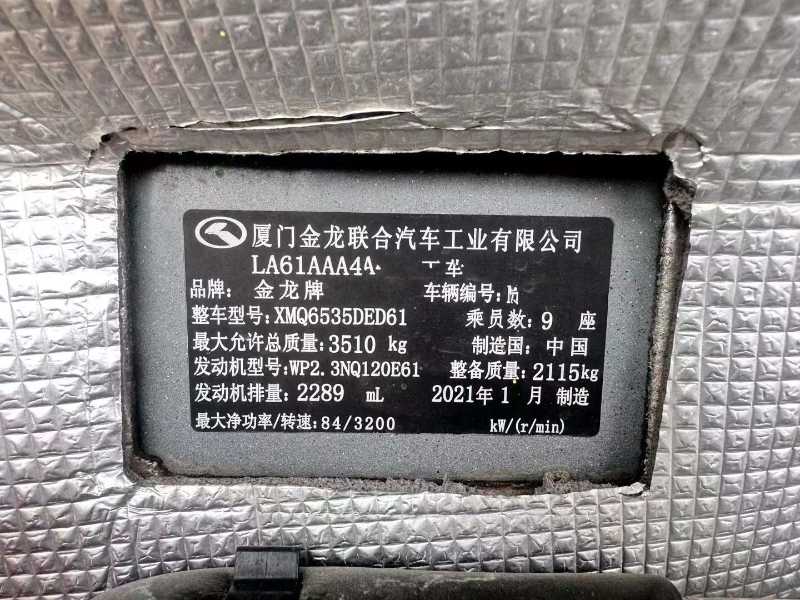 厦门金龙联合汽车工业有限公司
LA61AAA4
品牌: 金龙牌 车辆编号:
整车型号:XMQ6535DED61 乘员数: 9 座
最大允许总质量:3510 kg 制造国: 中国
发动机型号:WP2.3NQ120E61 整备质量:2115kg
发动机排量:2289 mL 2021年 1 月 制造
最大净功率/转速:84/3200 kW/(r/min)